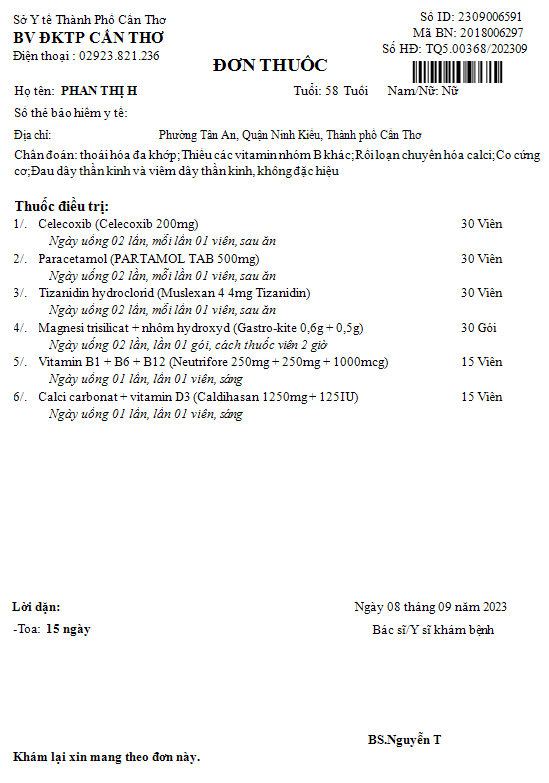 Sở Y tế Thành Phố Cần Thơ
BV ĐKTP CẦN THƠ
Điện thoại : 02923.821.236
Số ID: 2309006591
Mã BN: 2018006297
Số HĐ: TQ5.00368/202309
ĐƠN THUỐC
Họ tên: PHAN THỊ H Tuổi: 58 Tuổi Nam/Nữ: Nữ
Số thẻ bảo hiểm y tế:
Địa chỉ: Phường Tân An, Quận Ninh Kiều, Thành phố Cần Thơ
Chẩn đoán: thoái hóa đa khớp;Thiếu các vitamin nhóm B khác;Rối loạn chuyển hóa calci;Co cứng
cơ;Đau dây thần kinh và viêm dây thần kinh, không đặc hiệu
Thuốc điều trị:
1/. Celecoxib (Celecoxib 200mg) 30 Viên
Ngày uống 02 lần, mỗi lần 01 viên, sau ăn
2/. Paracetamol (PARTAMOL TAB 500mg) 30 Viên
Ngày uống 02 lần, mỗi lần 01 viên, sau ăn
3/. Tizanidin hydroclorid (Muslexan 4 4mg Tizanidin) 30 Viên
Ngày uống 02 lần, mỗi lần 01 viên, sau ăn
4/. Magnesi trisilicat + nhôm hydroxyd (Gastro-kite 0,6g + 0,5g) 30 Gói
Ngày uống 02 lần, lần 01 gói, cách thuốc viên 2 giờ
5/. Vitamin B1 + B6 + B12 (Neutrifore 250mg + 250mg + 1000mcg) 15 Viên
Ngày uống 01 lần, lần 01 viên, sáng
6/. Calci carbonat + vitamin D3 (Caldihasan 1250mg + 125IU) 15 Viên
Ngày uống 01 lần, lần 01 viên, sáng
Lời dặn:
-Toa: 15 ngày
Ngày 08 tháng 09 năm 2023
Bác sĩ/Y sĩ khám bệnh
BS.Nguyễn T
Khám lại xin mang theo đơn này.